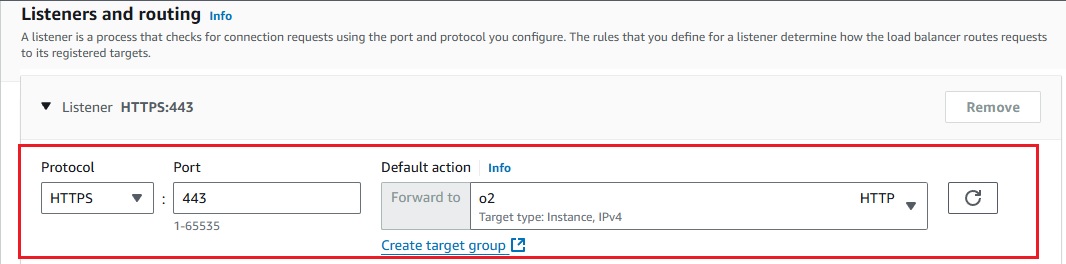 Listeners and routing Info
A listener is a process that checks for connection requests using the port and protocol you configure. The rules that you define for a listener determine how the load balancer routes requests
to its registered targets.
Listener HTTPS:443
Remove
Protocol Port Default action Info
HTTPS : 443 Forward to o2 HTTP
Target type: Instance, IPv4
1-65535
Create target group